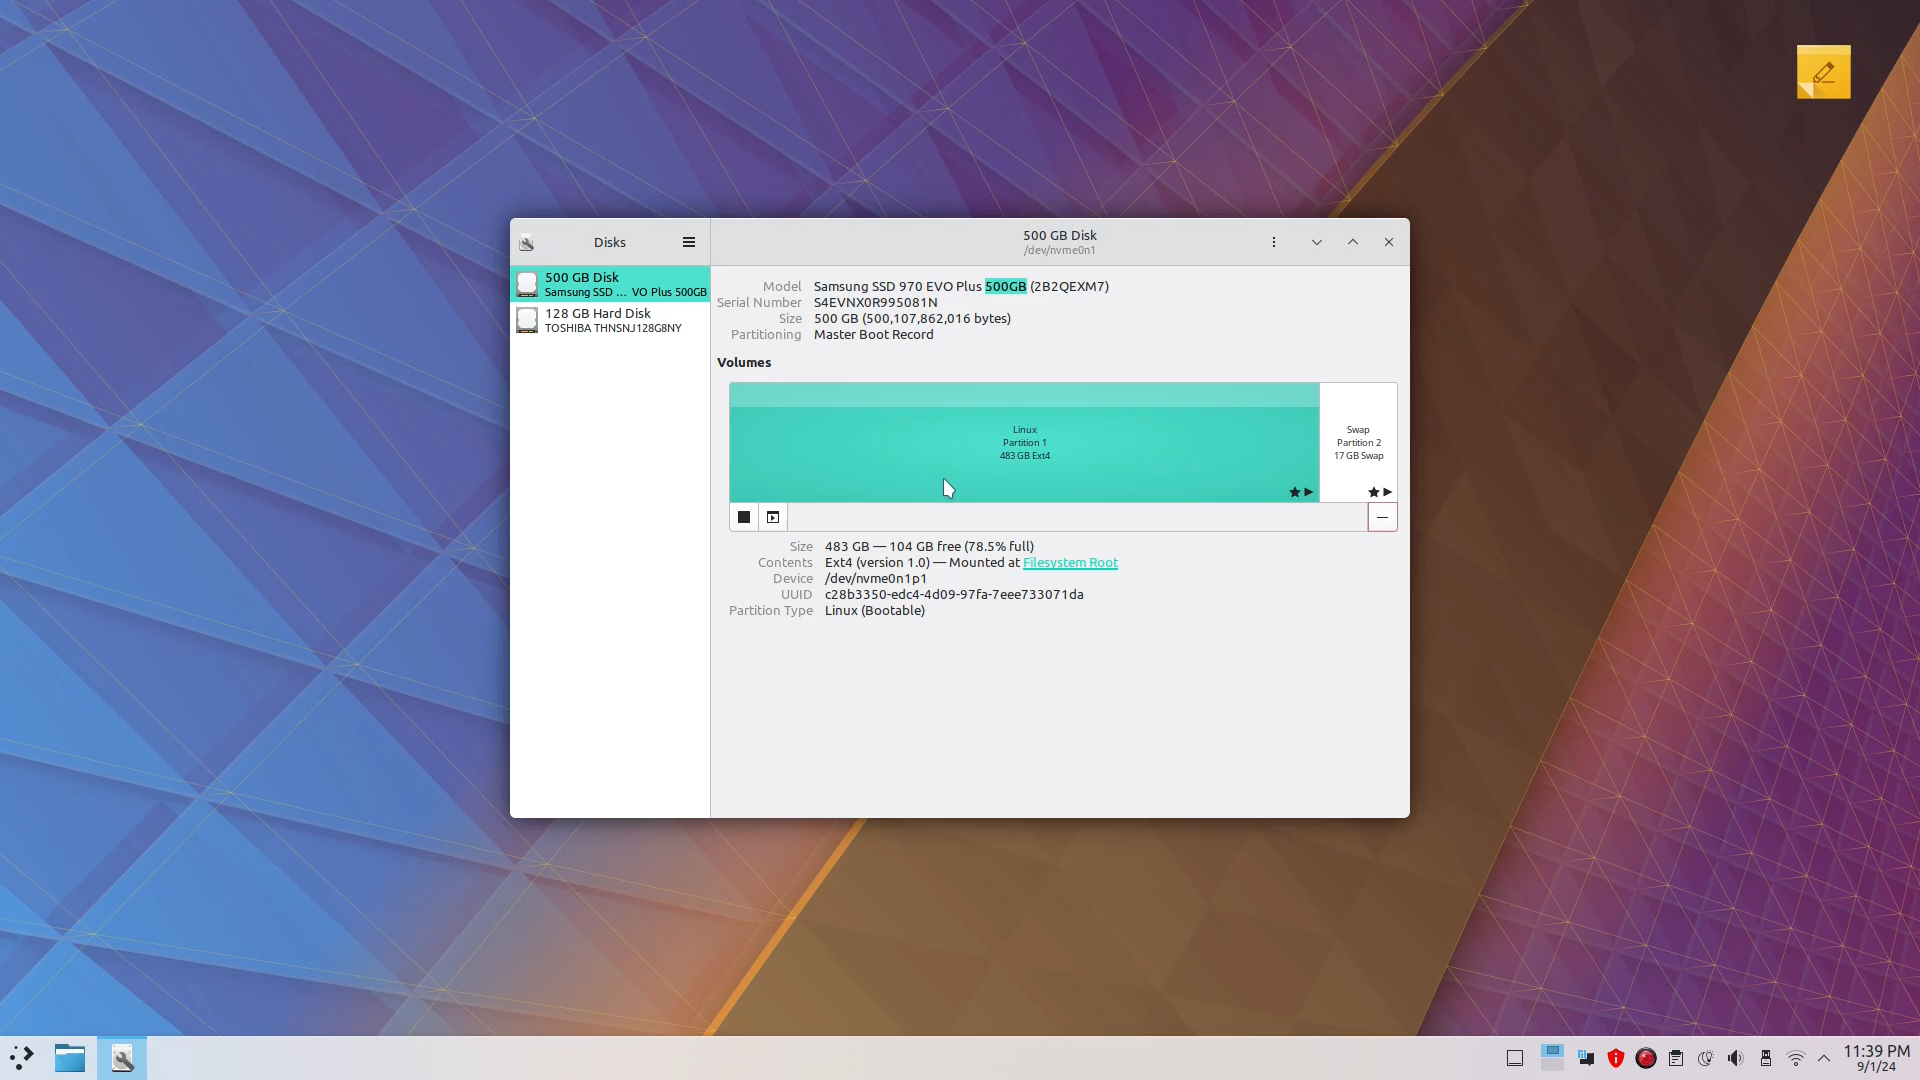 Disks
500 GB Disk
/dev/nvme0n1
500 GB Disk
Samsung SSD ... VO Plus 500GB
128 GB Hard Disk
TOSHIBA THNSNJ128G8NY
Model Samsung SSD 970 EVO Plus 500GB (2B2QEXM7)
Serial Number S4EVNX0R995081N
Size 500 GB (500,107,862,016 bytes)
Partitioning Master Boot Record
Volumes
Linux
Partition 1
483 GB Ext4
Swap
Partition 2
17 GB Swap
Size 483 GB — 104 GB free (78.5% full)
Contents Ext4 (version 1.0) — Mounted at Filesystem Root
Device /dev/nvme0n1p1
UUID c28b3350-edc4-4d09-97fa-7eee733071da
Partition Type Linux (Bootable)
11:39 PM
9/1/24